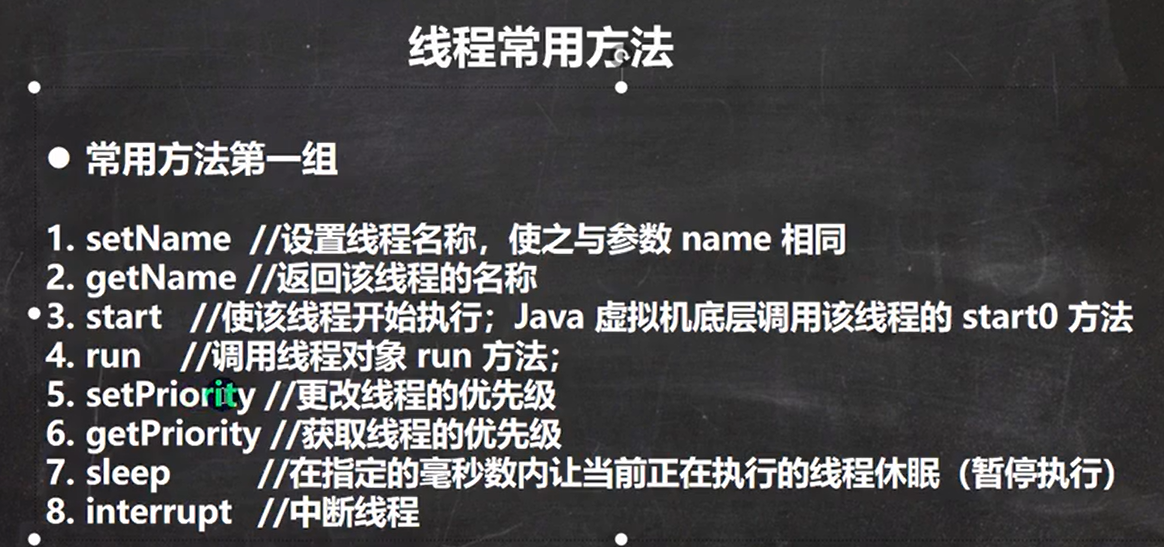 线程常用方法
● 常用方法第一组
1. setName //设置线程名称，使之与参数 name 相同
2. getName //返回该线程的名称
3. start //使该线程开始执行；Java 虚拟机底层调用该线程的 start0 方法
4. run //调用线程对象 run 方法；
5. setPriority //更改线程的优先级
6. getPriority //获取线程的优先级
7. sleep //在指定的毫秒数内让当前正在执行的线程休眠（暂停执行）
8. interrupt //中断线程